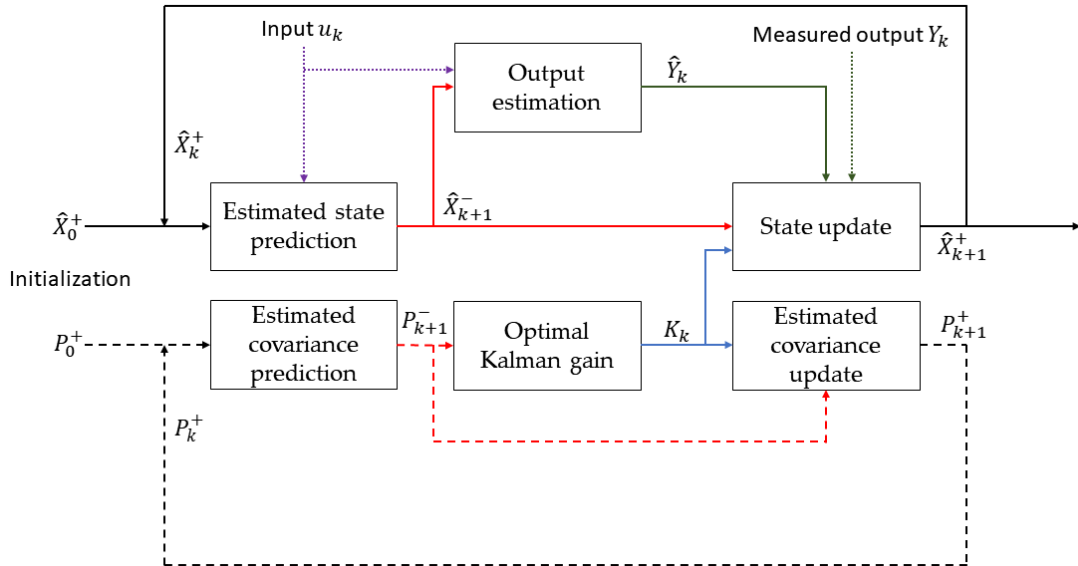 Input u_k
Measured output Y_k
Output
estimation
Ŷ_k
X̂_k^+
X̂_0^+
Estimated state
prediction
X̂_{k+1}^-
State update
X̂_{k+1}^+
Initialization
P_0^+
Estimated
covariance
prediction
P_{k+1}^-
Optimal
Kalman gain
K_k
Estimated
covariance
update
P_{k+1}^+
P_k^+